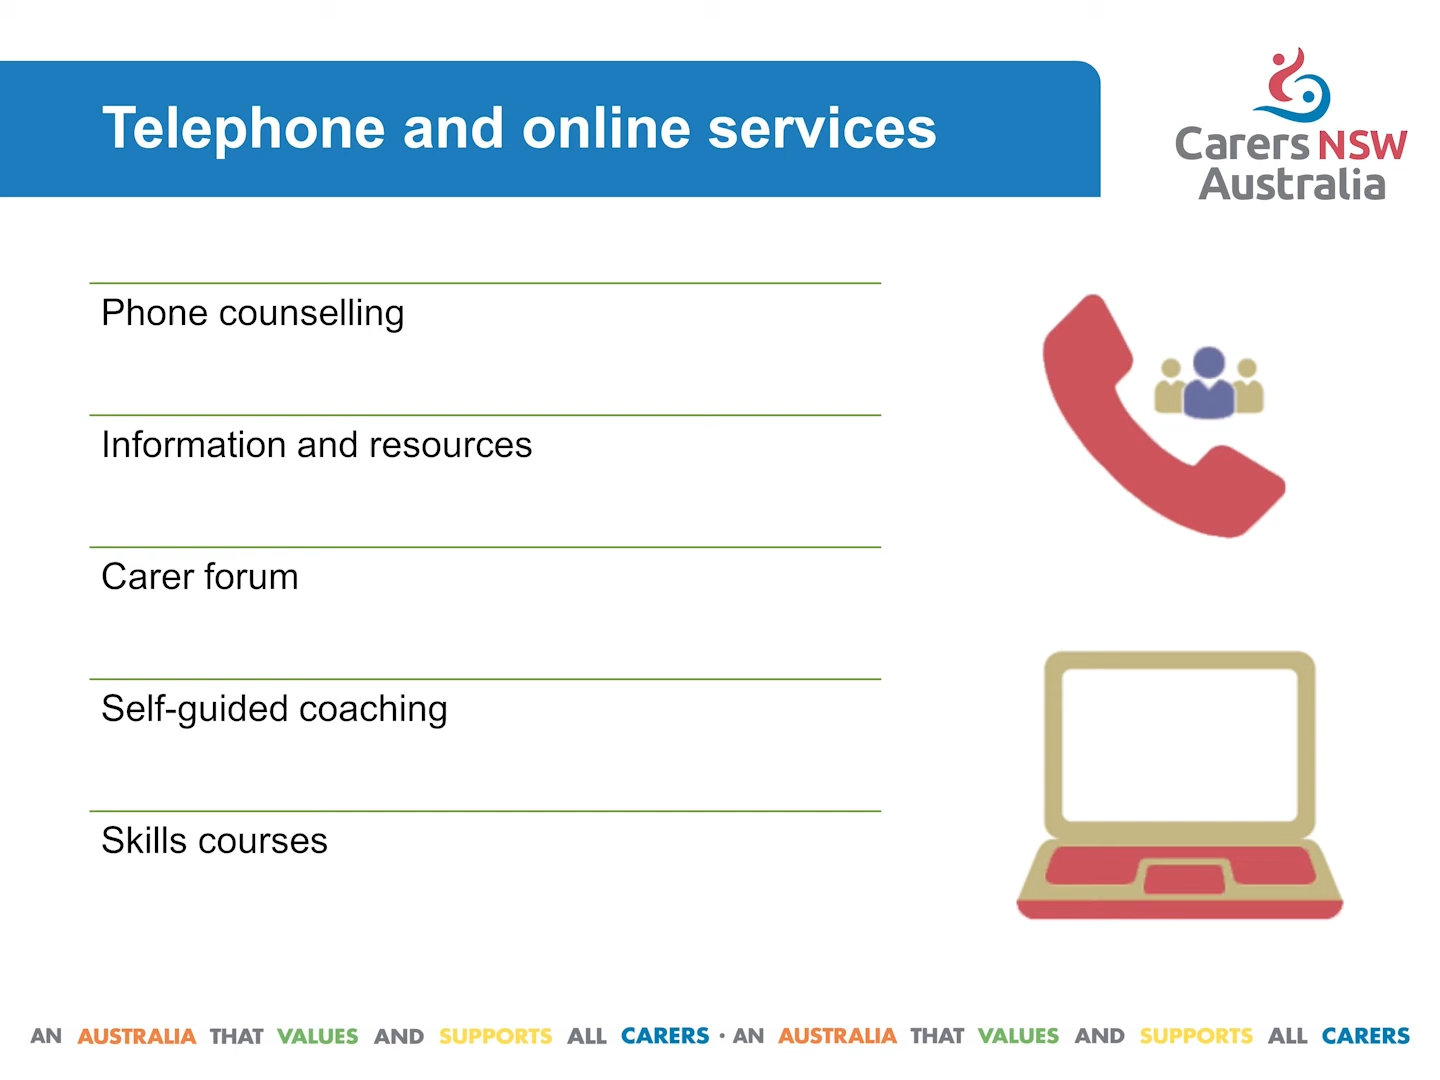 Telephone and online services
Carers NSW
Australia
Phone counselling
Information and resources
Carer forum
Self-guided coaching
Skills courses
AN AUSTRALIA THAT VALUES AND SUPPORTS ALL CARERS · AN AUSTRALIA THAT VALUES AND SUPPORTS ALL CARERS